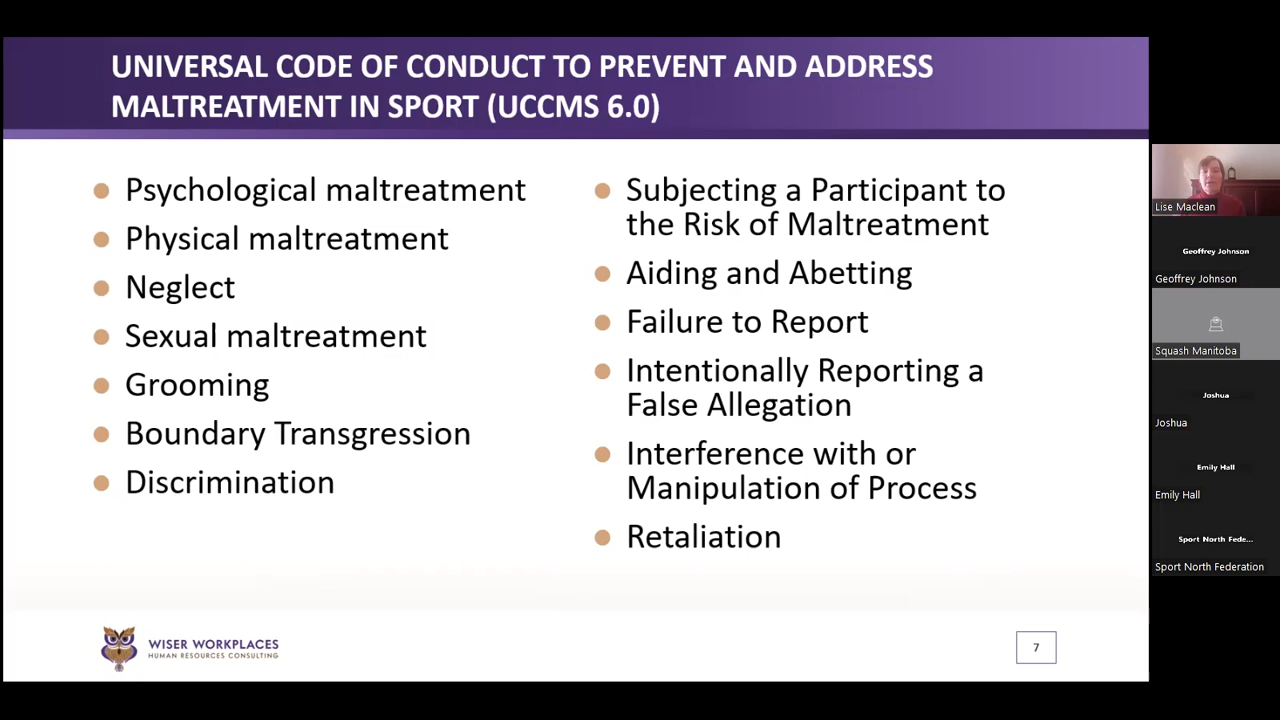 UNIVERSAL CODE OF CONDUCT TO PREVENT AND ADDRESS
MALTREATMENT IN SPORT (UCCMS 6.0)
Psychological maltreatment
Physical maltreatment
Neglect
Sexual maltreatment
Grooming
Boundary Transgression
Discrimination
Subjecting a Participant to
the Risk of Maltreatment
Aiding and Abetting
Failure to Report
Intentionally Reporting a
False Allegation
Interference with or
Manipulation of Process
Retaliation
WISER WORKPLACES
HUMAN RESOURCES CONSULTING
7
Lise Maclean
Geoffrey Johnson
Geoffrey Johnson
Squash Manitoba
Joshua
Joshua
Emily Hall
Emily Hall
Sport North Fede...
Sport North Federation